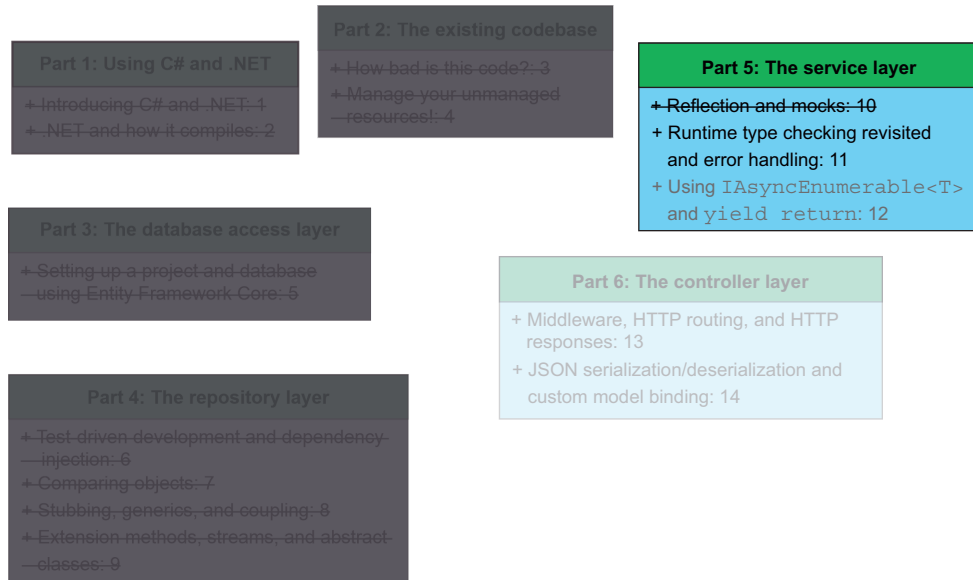 Part 1: Using C# and .NET
+ Introducing C# and .NET: 1
+ .NET and how it compiles: 2
Part 2: The existing codebase
+ How bad is this code?: 3
+ Manage your unmanaged
resources!: 4
Part 5: The service layer
+ Reflection and mocks: 10
+ Runtime type checking revisited
and error handling: 11
+ Using IAsyncEnumerable<T>
and yield return: 12
Part 3: The database access layer
+ Setting up a project and database
using Entity Framework Core: 5
Part 6: The controller layer
+ Middleware, HTTP routing, and HTTP
responses: 13
+ JSON serialization/deserialization and
custom model binding: 14
Part 4: The repository layer
+ Test-driven development and dependency
injection: 6
+ Comparing objects: 7
+ Stubbing, generics, and coupling: 8
+ Extension methods, streams, and abstract
classes: 9